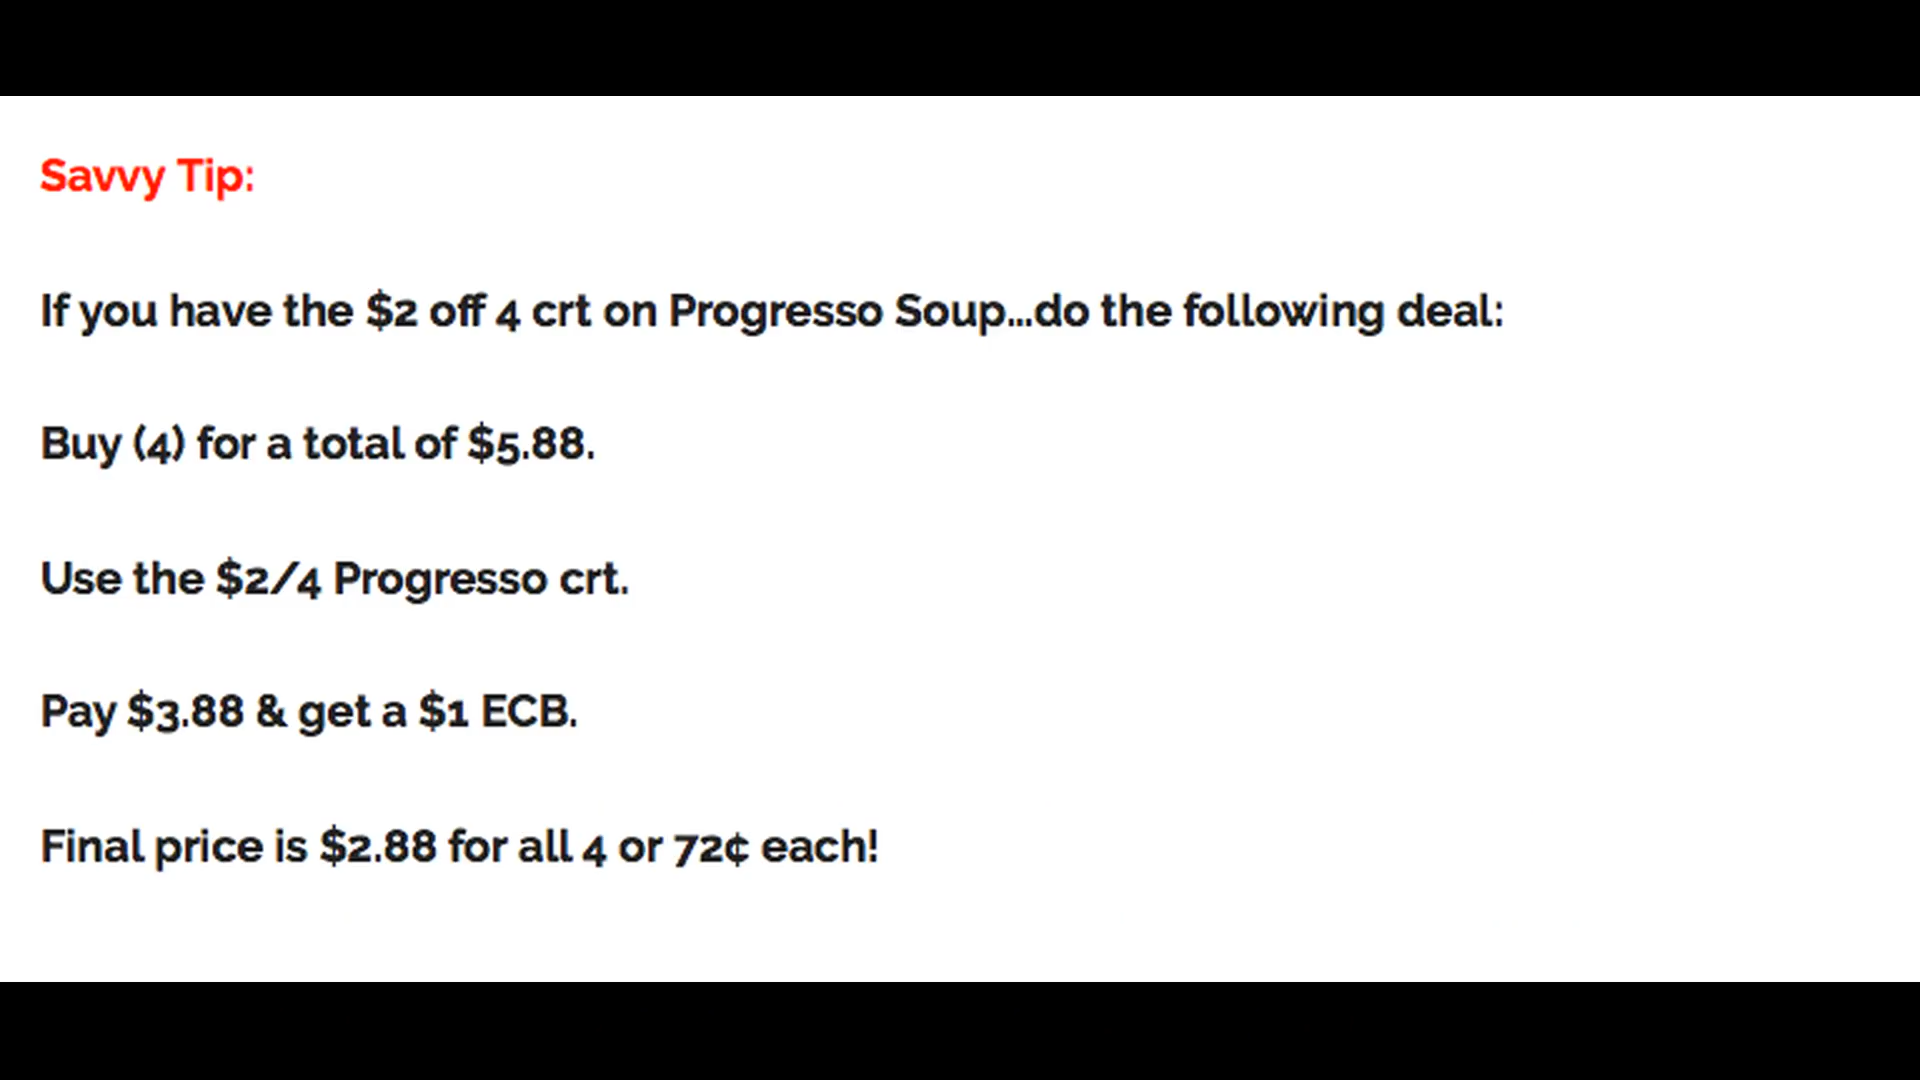 Savvy Tip:
If you have the $2 off 4 crt on Progresso Soup...do the following deal:
Buy (4) for a total of $5.88.
Use the $2/4 Progresso crt.
Pay $3.88 & get a $1 ECB.
Final price is $2.88 for all 4 or 72¢ each!